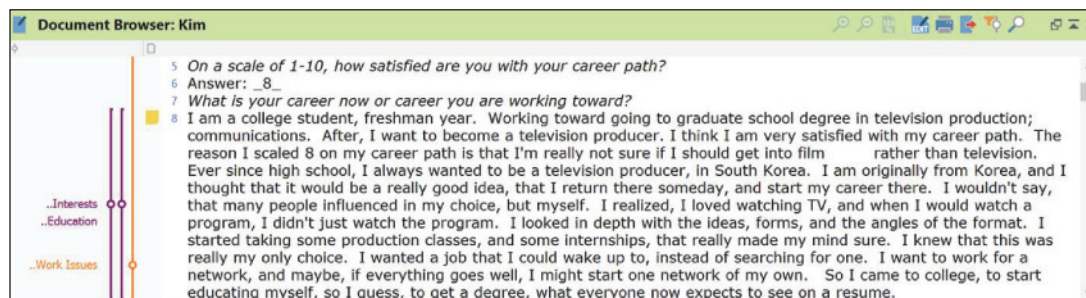 Document Browser: Kim
EDIT
5 On a scale of 1-10, how satisfied are you with your career path?
6 Answer: _8_
7 What is your career now or career you are working toward?
8 I am a college student, freshman year. Working toward going to graduate school degree in television production;
communications. After, I want to become a television producer. I think I am very satisfied with my career path. The
reason I scaled 8 on my career path is that I'm really not sure if I should get into film rather than television.
Ever since high school, I always wanted to be a television producer, in South Korea. I am originally from Korea, and I
thought that it would be a really good idea, that I return there someday, and start my career there. I wouldn't say,
that many people influenced in my choice, but myself. I realized, I loved watching TV, and when I would watch a
..Interests
program, I didn't just watch the program. I looked in depth with the ideas, forms, and the angles of the format. I
..Education
started taking some production classes, and some internships, that really made my mind sure. I knew that this was
really my only choice. I wanted a job that I could wake up to, instead of searching for one. I want to work for a
..Work Issues
network, and maybe, if everything goes well, I might start one network of my own. So I came to college, to start
educating myself, so I guess, to get a degree, what everyone now expects to see on a resume.